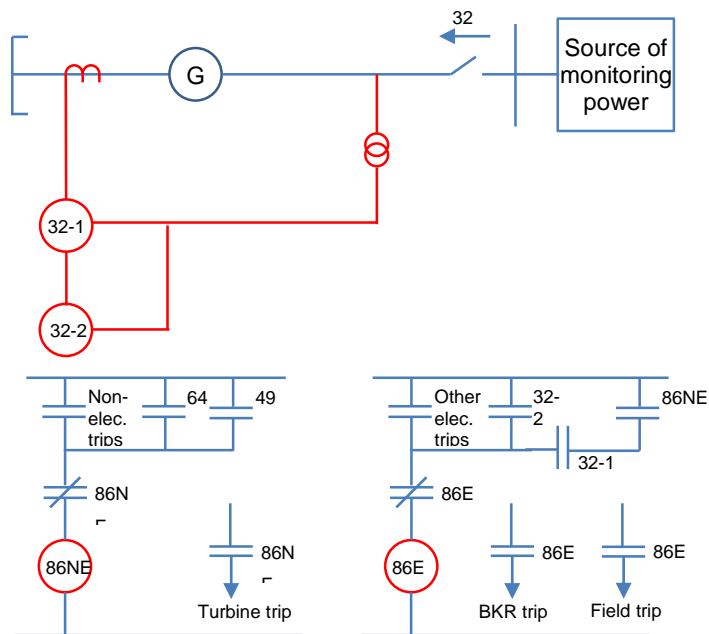 32
Source of
monitoring
power
G
32-1
32-2
Non-
elec.
trips
64
49
86N
86NE
86N
Turbine trip
Other
elec.
trips
32-
2
86NE
32-1
86E
86E
86E
BKR trip
86E
Field trip